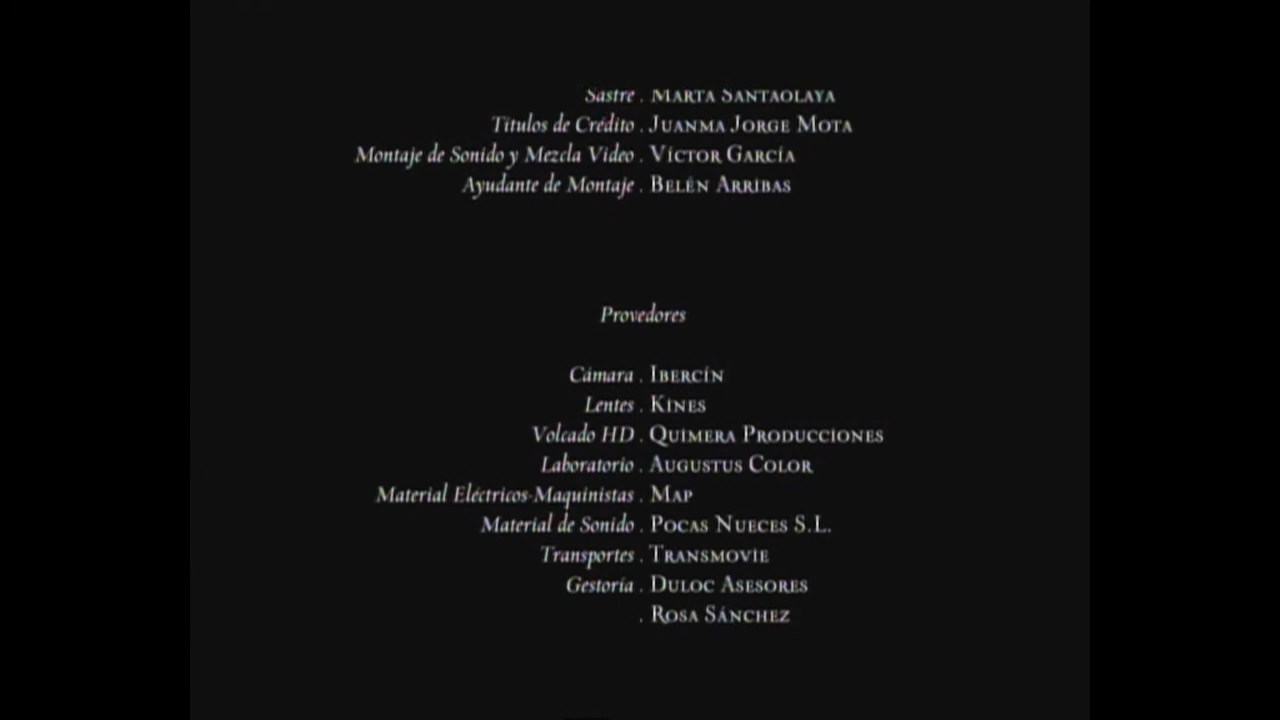 Sastre . Marta Santaolaya
Títulos de Crédito . Juanma Jorge Mota
Montaje de Sonido y Mezcla Video . Víctor García
Ayudante de Montaje . Belén Arribas
Provedores
Cámara . Ibercín
Lentes . Kines
Volcado HD . Quimera Producciones
Laboratorio . Augustus Color
Material Eléctricos-Maquinistas . Map
Material de Sonido . Pocas Nueces S.L.
Transportes . Transmovie
Gestoría . Duloc Asesores
. Rosa Sánchez